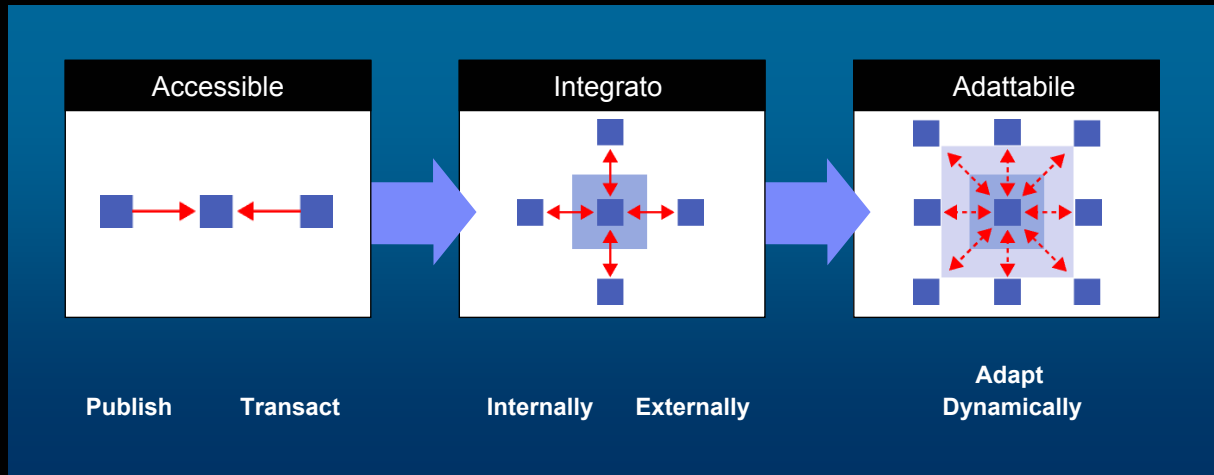 Accessible
Integrato
Adattabile
Publish Transact
Internally Externally
Adapt
Dynamically